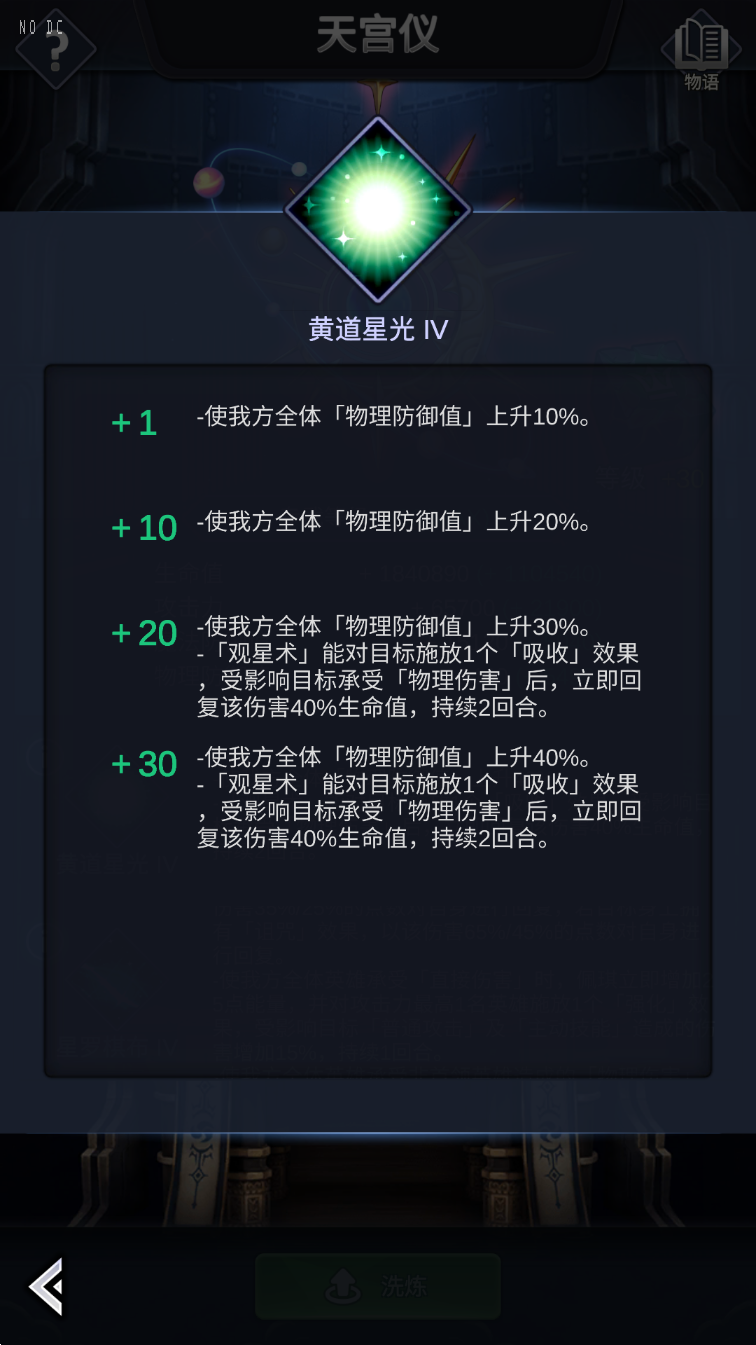 NO DC
天宫仪
物语
黄道星光 IV
+1
-使我方全体「物理防御值」上升10%。
+10
-使我方全体「物理防御值」上升20%。
+20
-使我方全体「物理防御值」上升30%。
-「观星术」能对目标施放1个「吸收」效果
，受影响目标承受「物理伤害」后，立即回
复该伤害40%生命值，持续2回合。
+30
-使我方全体「物理防御值」上升40%。
-「观星术」能对目标施放1个「吸收」效果
，受影响目标承受「物理伤害」后，立即回
复该伤害40%生命值，持续2回合。
洗炼